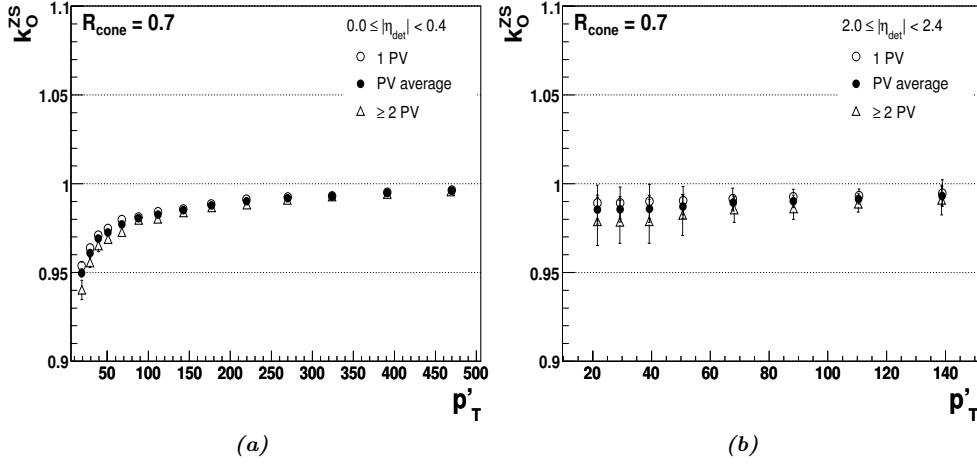 k_O^ZS
R_cone = 0.7
0.0 ≤ |η_det| < 0.4
○ 1 PV
● PV average
△ ≥ 2 PV
1.1
1.05
1
0.95
0.9
50 100 150 200 250 300 350 400 450 500
p'_T
(a)
k_O^ZS
R_cone = 0.7
2.0 ≤ |η_det| < 2.4
○ 1 PV
● PV average
△ ≥ 2 PV
1.1
1.05
1
0.95
0.9
20 40 60 80 100 120 140
p'_T
(b)